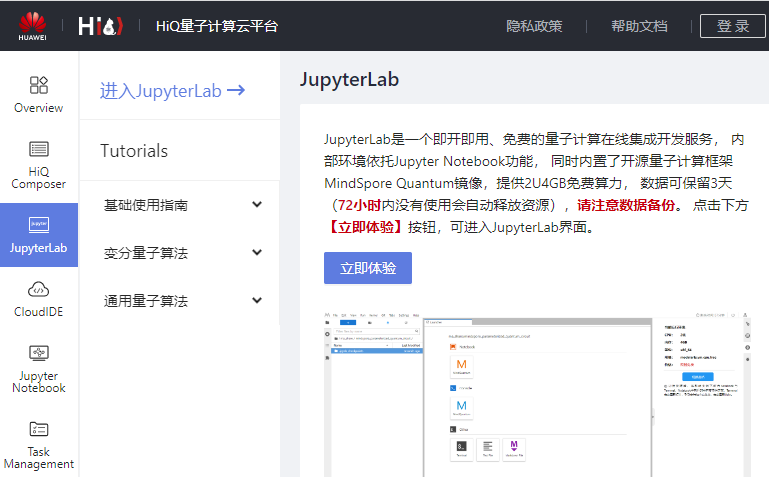 HUAWEI
HiQ
HiQ量子计算云平台
隐私政策
帮助文档
登 录
Overview
HiQ
Composer
JupyterLab
CloudIDE
Jupyter
Notebook
Task
Management
进入JupyterLab →
Tutorials
基础使用指南
变分量子算法
通用量子算法
JupyterLab
JupyterLab是一个即开即用、免费的量子计算在线集成开发服务， 内
部环境依托Jupyter Notebook功能， 同时内置了开源量子计算框架
MindSpore Quantum镜像，提供2U4GB免费算力， 数据可保留3天
（72小时内没有使用会自动释放资源），请注意数据备份。 点击下方
【立即体验】按钮，可进入JupyterLab界面。
立即体验
Notebook